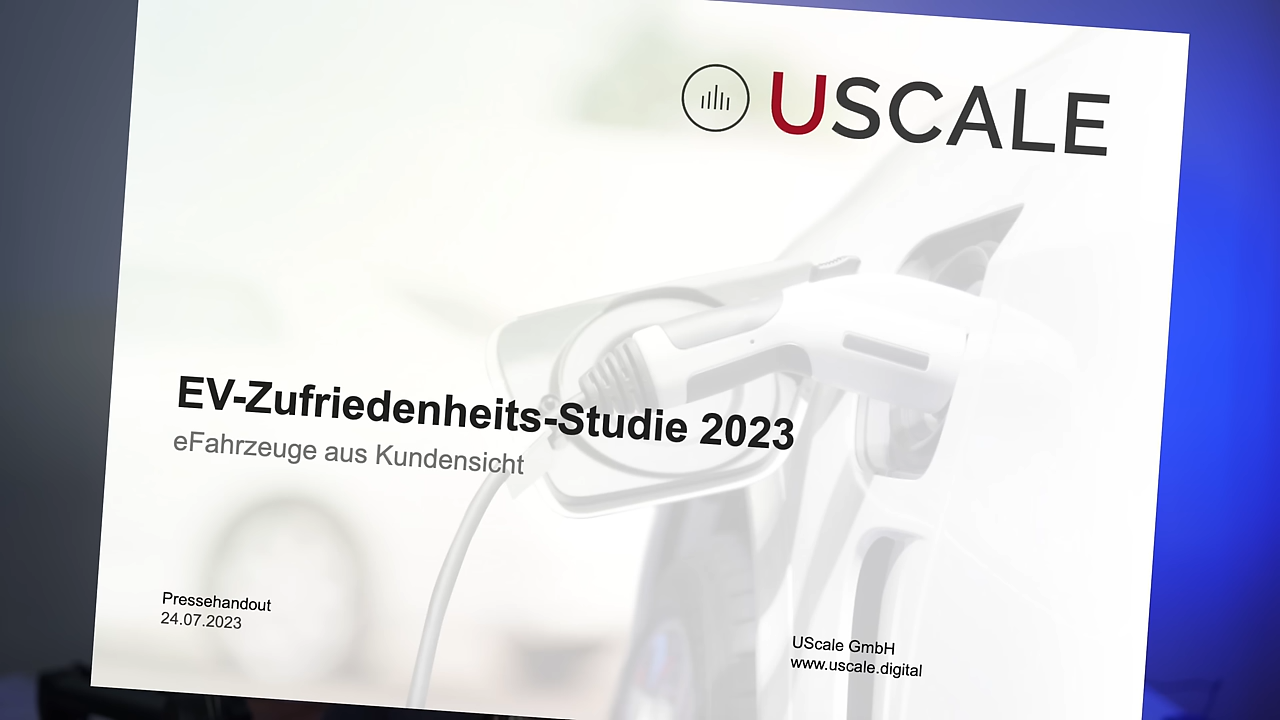 USCALE
EV-Zufriedenheits-Studie 2023
eFahrzeuge aus Kundensicht
Pressehandout
24.07.2023
UScale GmbH
www.uscale.digital